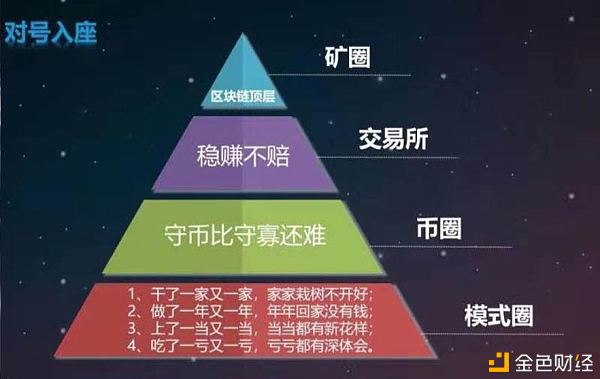 对号入座
矿圈
区块链顶层
交易所
稳赚不赔
币圈
守币比守寡还难
模式圈
1、干了一家又一家，家家栽树不开好；
2、做了一年又一年，年年回家没有钱；
3、上了一当又一当，当当都有新花样；
4、吃了一亏又一亏，亏亏都有深体会。
金色财经